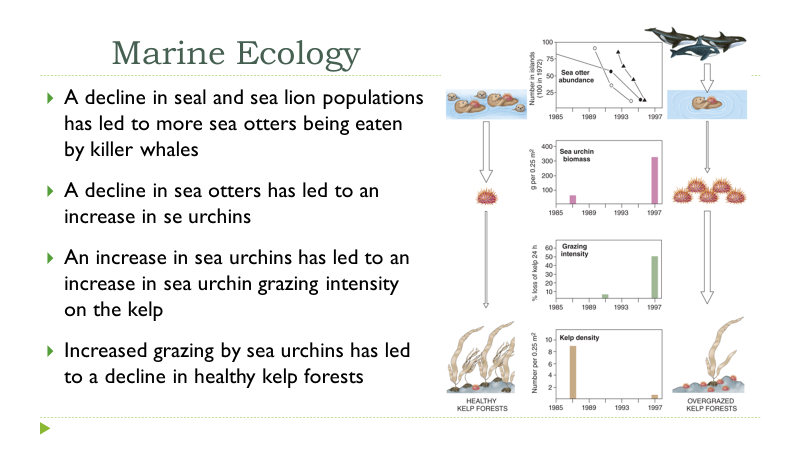 Marine Ecology
A decline in seal and sea lion populations
has led to more sea otters being eaten
by killer whales
A decline in sea otters has led to an
increase in se urchins
An increase in sea urchins has led to an
increase in sea urchin grazing intensity
on the kelp
Increased grazing by sea urchins has led
to a decline in healthy kelp forests
Number in islands
(100 in 1972)
100
75
50
25
Sea otter
abundance
1985 1989 1993 1997
g per 0.25 m²
400
300
200
100
Sea urchin
biomass
1985 1989 1993 1997
% loss of kelp 24 h
60
50
40
30
20
10
Grazing
intensity
1985 1989 1993 1997
Number per 0.25 m²
10
8
6
4
2
Kelp density
1985 1989 1993 1997
HEALTHY
KELP FORESTS
OVERGRAZED
KELP FORESTS